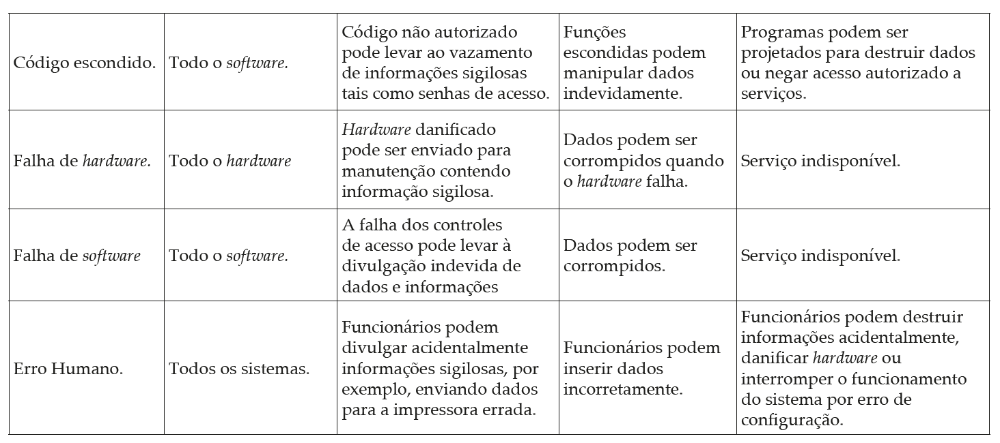 Código escondido.
Todo o software.
Código não autorizado
pode levar ao vazamento
de informações sigilosas
tais como senhas de acesso.
Funções
escondidas podem
manipular dados
indevidamente.
Programas podem ser
projetados para destruir dados
ou negar acesso autorizado a
serviços.
Falha de hardware.
Todo o hardware
Hardware danificado
pode ser enviado para
manutenção contendo
informação sigilosa.
Dados podem ser
corrompidos quando
o hardware falha.
Serviço indisponível.
Falha de software
Todo o software.
A falha dos controles
de acesso pode levar à
divulgação indevida de
dados e informações
Dados podem ser
corrompidos.
Serviço indisponível.
Erro Humano.
Todos os sistemas.
Funcionários podem
divulgar acidentalmente
informações sigilosas, por
exemplo, enviando dados
para a impressora errada.
Funcionários podem
inserir dados
incorretamente.
Funcionários podem destruir
informações acidentalmente,
danificar hardware ou
interromper o funcionamento
do sistema por erro de
configuração.